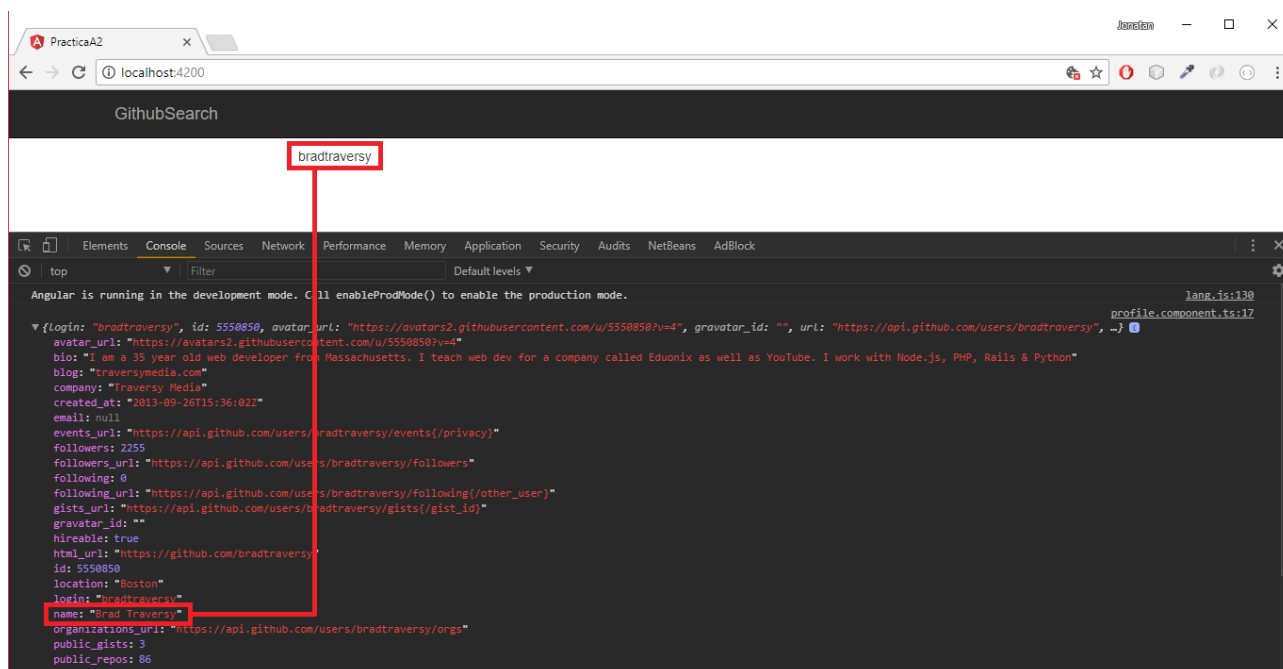 Jonatan
PracticaA2
localhost:4200
GithubSearch
bradtraversy
Elements Console Sources Network Performance Memory Application Security Audits NetBeans AdBlock
top Filter Default levels
Angular is running in the development mode. Call enableProdMode() to enable the production mode. lang.js:130
profile.component.ts:17
{login: "bradtraversy", id: 5550850, avatar_url: "https://avatars2.githubusercontent.com/u/5550850?v=4", gravatar_id: "", url: "https://api.github.com/users/bradtraversy", …}
avatar_url: "https://avatars2.githubusercontent.com/u/5550850?v=4"
bio: "I am a 35 year old web developer from Massachusetts. I teach web dev for a company called Eduonix as well as YouTube. I work with Node.js, PHP, Rails & Python"
blog: "traversymedia.com"
company: "Traversy Media"
created_at: "2013-09-26T15:36:02Z"
email: null
events_url: "https://api.github.com/users/bradtraversy/events{/privacy}"
followers: 2255
followers_url: "https://api.github.com/users/bradtraversy/followers"
following: 0
following_url: "https://api.github.com/users/bradtraversy/following{/other_user}"
gists_url: "https://api.github.com/users/bradtraversy/gists{/gist_id}"
gravatar_id: ""
hireable: true
html_url: "https://github.com/bradtraversy"
id: 5550850
location: "Boston"
login: "bradtraversy"
name: "Brad Traversy"
organizations_url: "https://api.github.com/users/bradtraversy/orgs"
public_gists: 3
public_repos: 86